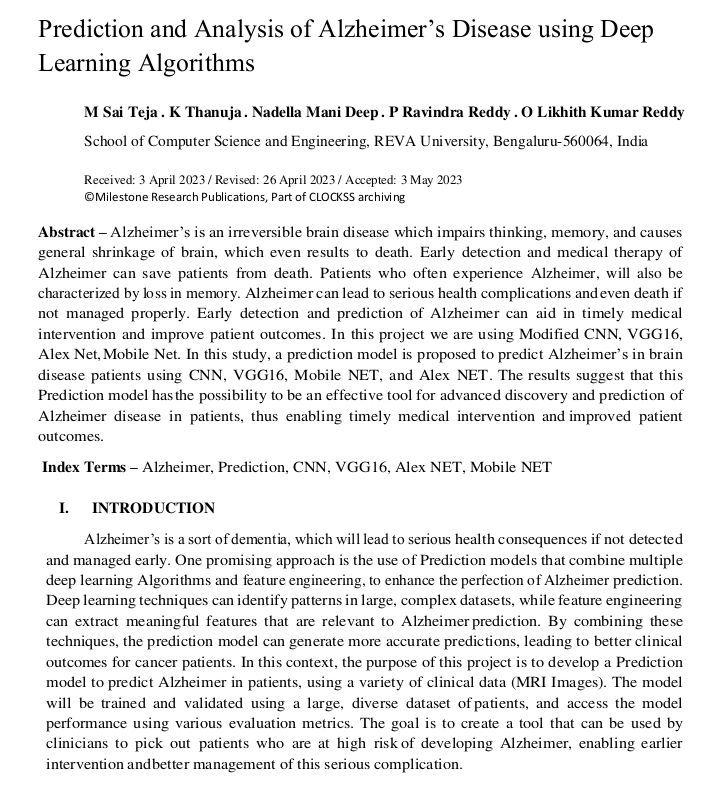 Prediction and Analysis of Alzheimer's Disease using Deep
Learning Algorithms
M Sai Teja . K Thanuja . Nadella Mani Deep . P Ravindra Reddy . O Likhith Kumar Reddy
School of Computer Science and Engineering, REVA University, Bengaluru-560064, India
Received: 3 April 2023 / Revised: 26 April 2023 / Accepted: 3 May 2023
©Milestone Research Publications, Part of CLOCKSS archiving
Abstract – Alzheimer's is an irreversible brain disease which impairs thinking, memory, and causes
general shrinkage of brain, which even results to death. Early detection and medical therapy of
Alzheimer can save patients from death. Patients who often experience Alzheimer, will also be
characterized by loss in memory. Alzheimer can lead to serious health complications and even death if
not managed properly. Early detection and prediction of Alzheimer can aid in timely medical
intervention and improve patient outcomes. In this project we are using Modified CNN, VGG16,
Alex Net, Mobile Net. In this study, a prediction model is proposed to predict Alzheimer's in brain
disease patients using CNN, VGG16, Mobile NET, and Alex NET. The results suggest that this
Prediction model has the possibility to be an effective tool for advanced discovery and prediction of
Alzheimer disease in patients, thus enabling timely medical intervention and improved patient
outcomes.
Index Terms – Alzheimer, Prediction, CNN, VGG16, Alex NET, Mobile NET
I. INTRODUCTION
Alzheimer's is a sort of dementia, which will lead to serious health consequences if not detected
and managed early. One promising approach is the use of Prediction models that combine multiple
deep learning Algorithms and feature engineering, to enhance the perfection of Alzheimer prediction.
Deep learning techniques can identify patterns in large, complex datasets, while feature engineering
can extract meaningful features that are relevant to Alzheimer prediction. By combining these
techniques, the prediction model can generate more accurate predictions, leading to better clinical
outcomes for cancer patients. In this context, the purpose of this project is to develop a Prediction
model to predict Alzheimer in patients, using a variety of clinical data (MRI Images). The model
will be trained and validated using a large, diverse dataset of patients, and access the model
performance using various evaluation metrics. The goal is to create a tool that can be used by
clinicians to pick out patients who are at high risk of developing Alzheimer, enabling earlier
intervention andbetter management of this serious complication.